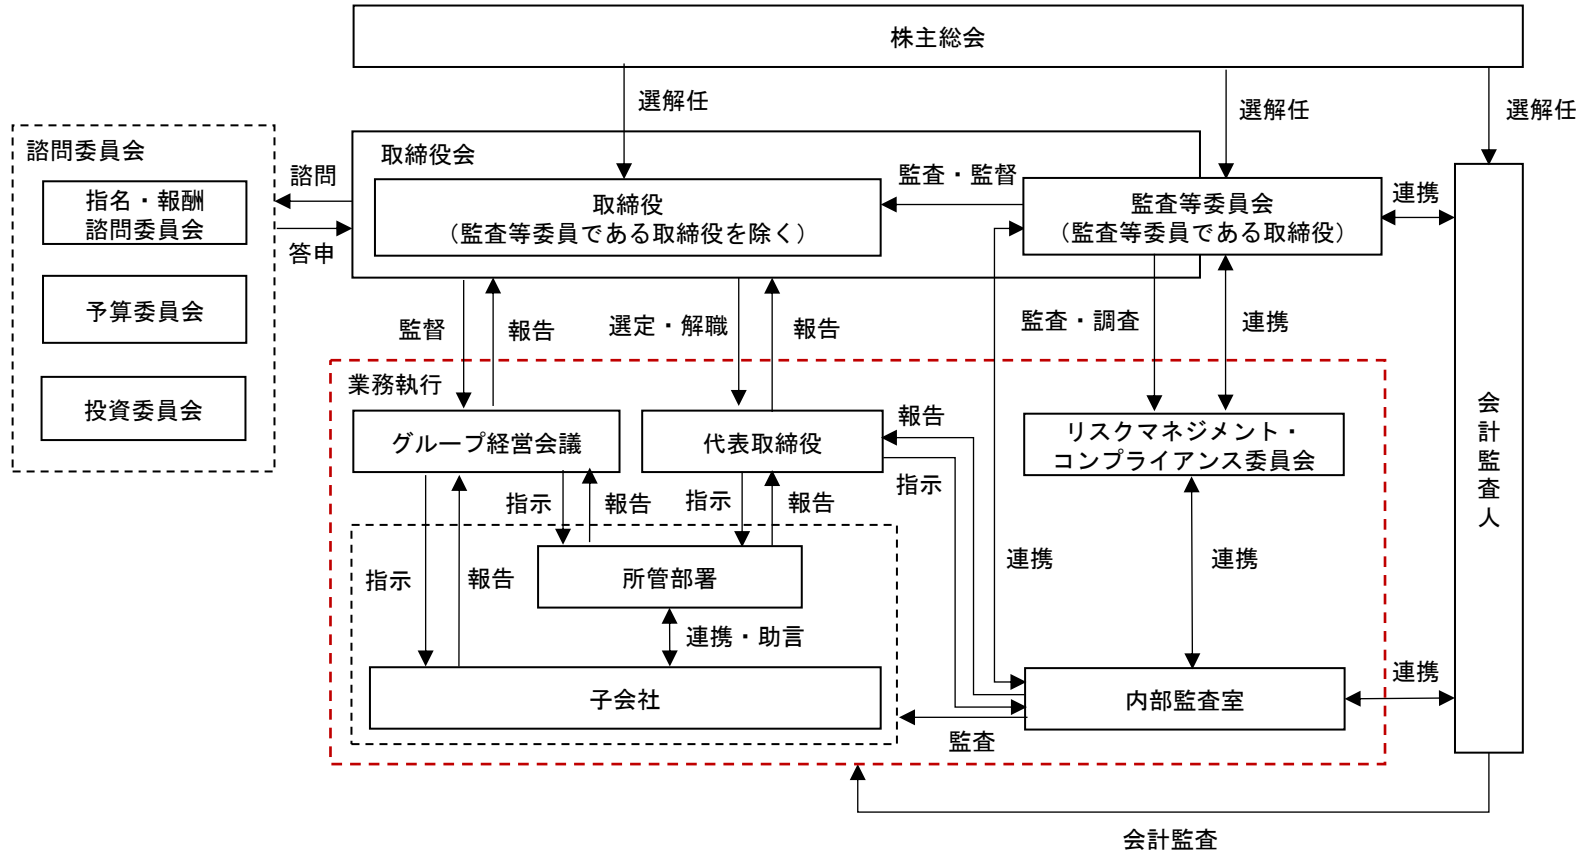 株主総会
選解任
選解任
選解任
諮問委員会
指名・報酬
諮問委員会
予算委員会
投資委員会
諮問
答申
取締役会
取締役
（監査等委員である取締役を除く）
監査・監督
監査等委員会
（監査等委員である取締役）
連携
監督
報告
選定・解職
報告
監査・調査
連携
業務執行
グループ経営会議
代表取締役
報告
指示
リスクマネジメント・
コンプライアンス委員会
会計監査人
指示
報告
指示
報告
指示
報告
所管部署
連携・助言
子会社
連携
連携
内部監査室
連携
監査
会計監査